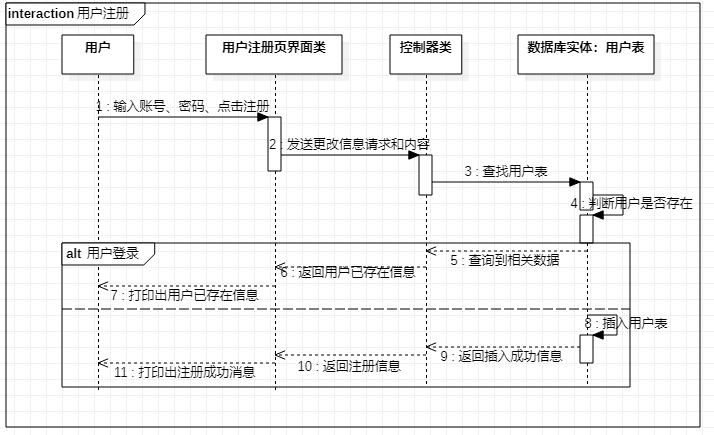 interaction 用户注册
用户
用户注册页界面类
控制器类
数据库实体：用户表
1 : 输入账号、密码、点击注册
2 : 发送更改信息请求和内容
3 : 查找用户表
4 : 判断用户是否存在
alt 用户登录
5 : 查询到相关数据
6 : 返回用户已存在信息
7 : 打印出用户已存在信息
8 : 插入用户表
9 : 返回插入成功信息
10 : 返回注册信息
11 : 打印出注册成功消息